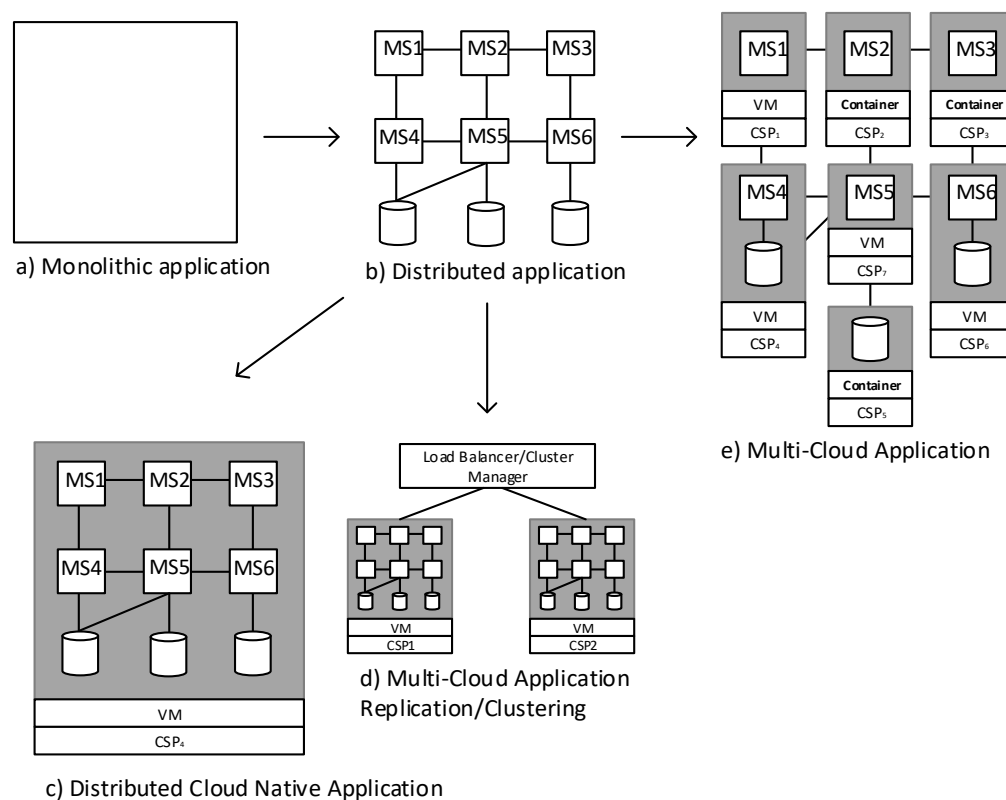 MS1 MS2 MS3
MS4 MS5 MS6
a) Monolithic application
b) Distributed application
MS1 MS2 MS3
VM Container Container
CSP₁ CSP₂ CSP₃
MS4 MS5 MS6
VM
CSP₇
VM VM
CSP₄ CSP₆
Container
CSP₅
e) Multi-Cloud Application
MS1 MS2 MS3
MS4 MS5 MS6
VM
CSP₄
c) Distributed Cloud Native Application
Load Balancer/Cluster
Manager
VM VM
CSP1 CSP2
d) Multi-Cloud Application
Replication/Clustering